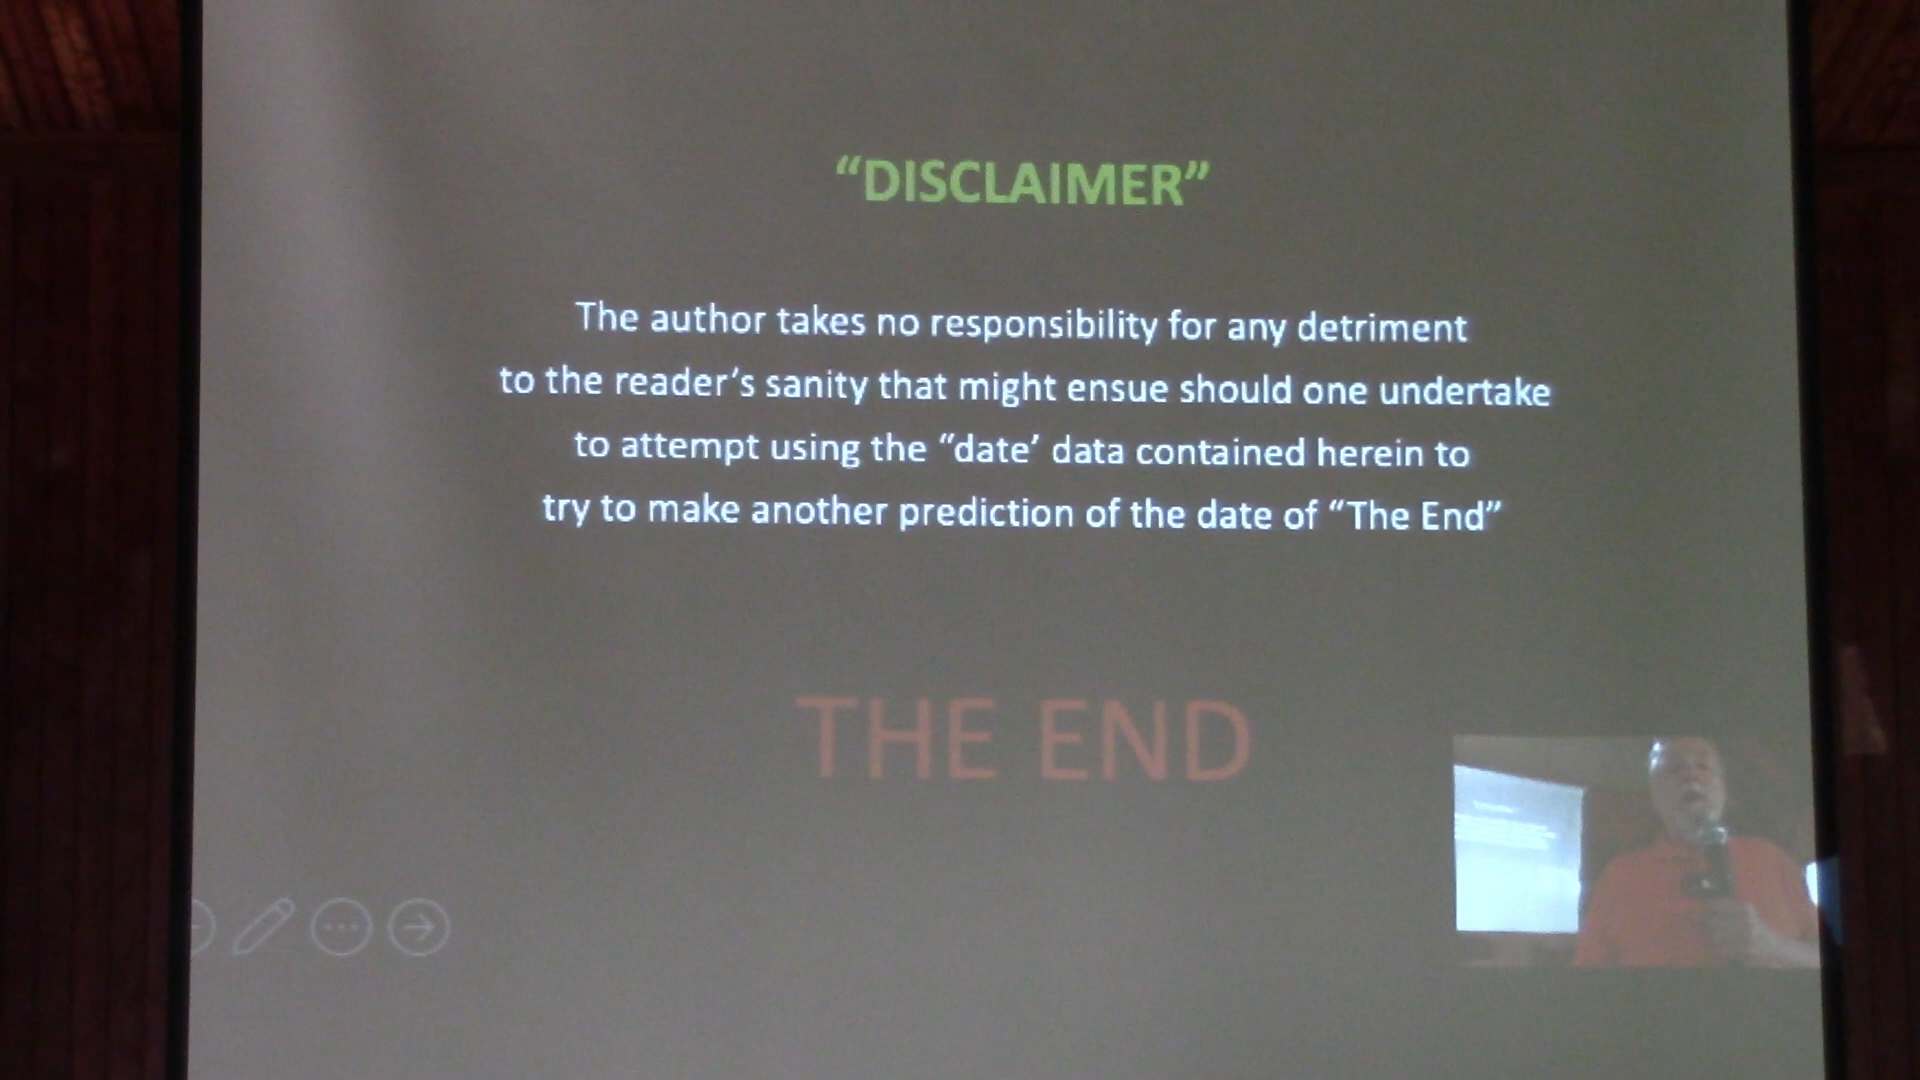 “DISCLAIMER”
The author takes no responsibility for any detriment
to the reader’s sanity that might ensue should one undertake
to attempt using the “date’ data contained herein to
try to make another prediction of the date of “The End”
THE END